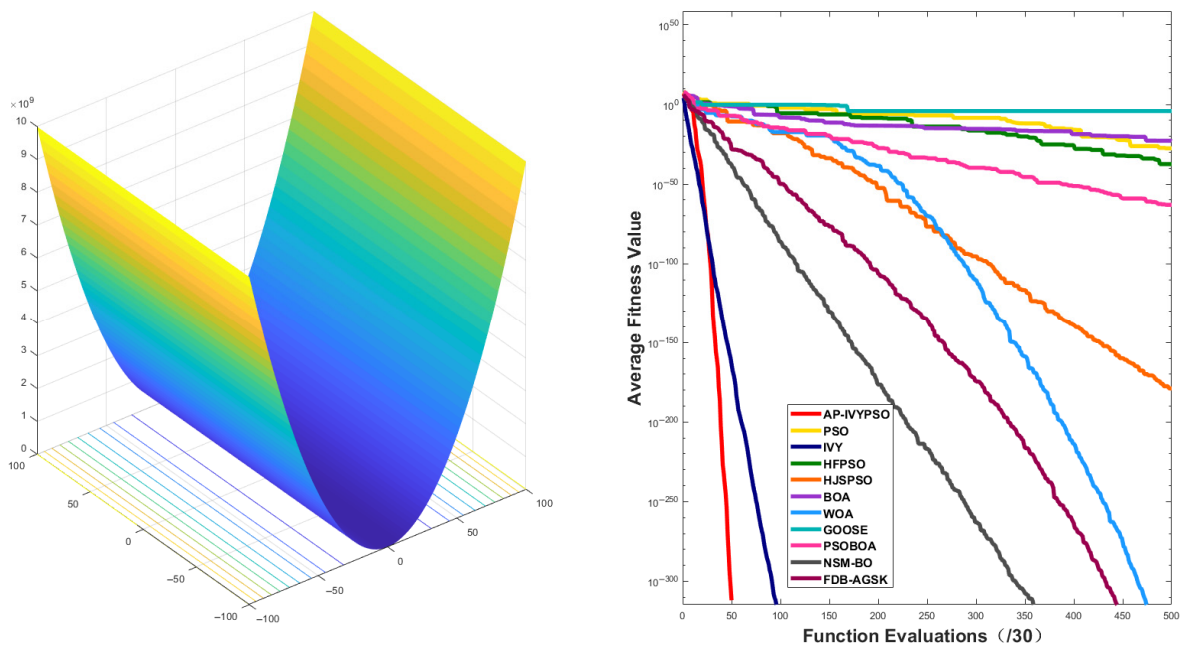 ×10^9
10
9
8
7
6
5
4
3
2
1
0
100
50
0
−50
−100
−100
−50
0
50
100
Average Fitness Value
10^50
10^0
10^-50
10^-100
10^-150
10^-200
10^-250
10^-300
AP-IVYPSO
PSO
IVY
HFPSO
HJSPSO
BOA
WOA
GOOSE
PSOBOA
NSM-BO
FDB-AGSK
0 50 100 150 200 250 300 350 400 450 500
Function Evaluations（/30）